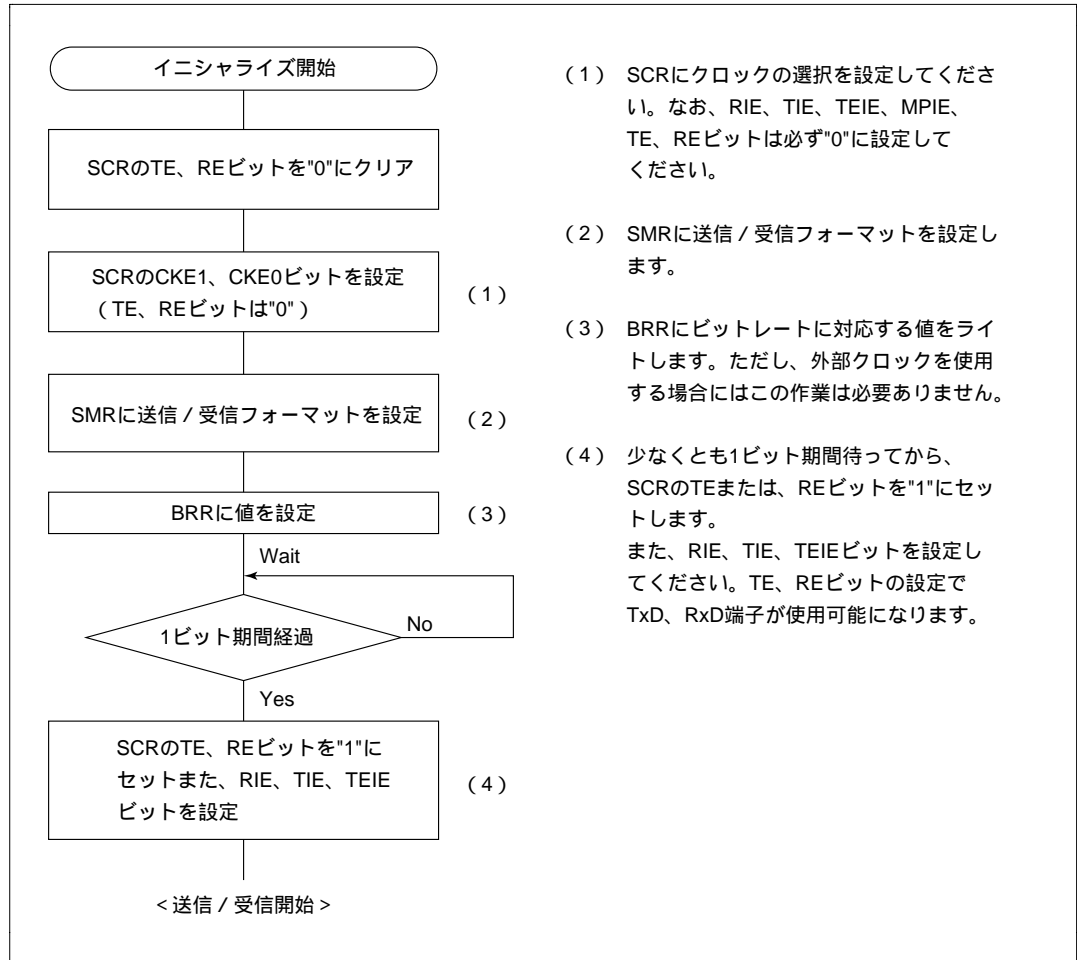 イニシャライズ開始
SCRのTE、REビットを"0"にクリア
SCRのCKE1、CKE0ビットを設定
（TE、REビットは"0"）
（1）
SMRに送信／受信フォーマットを設定
（2）
BRRに値を設定
（3）
Wait
1ビット期間経過
No
Yes
SCRのTE、REビットを"1"に
セットまた、RIE、TIE、TEIE
ビットを設定
（4）
＜送信／受信開始＞
（1） SCRにクロックの選択を設定してくださ
い。なお、RIE、TIE、TEIE、MPIE、
TE、REビットは必ず"0"に設定して
ください。
（2） SMRに送信／受信フォーマットを設定し
ます。
（3） BRRにビットレートに対応する値をライ
トします。ただし、外部クロックを使用
する場合にはこの作業は必要ありません。
（4） 少なくとも1ビット期間待ってから、
SCRのTEまたは、REビットを"1"にセッ
トします。
また、RIE、TIE、TEIEビットを設定し
てください。TE、REビットの設定で
TxD、RxD端子が使用可能になります。